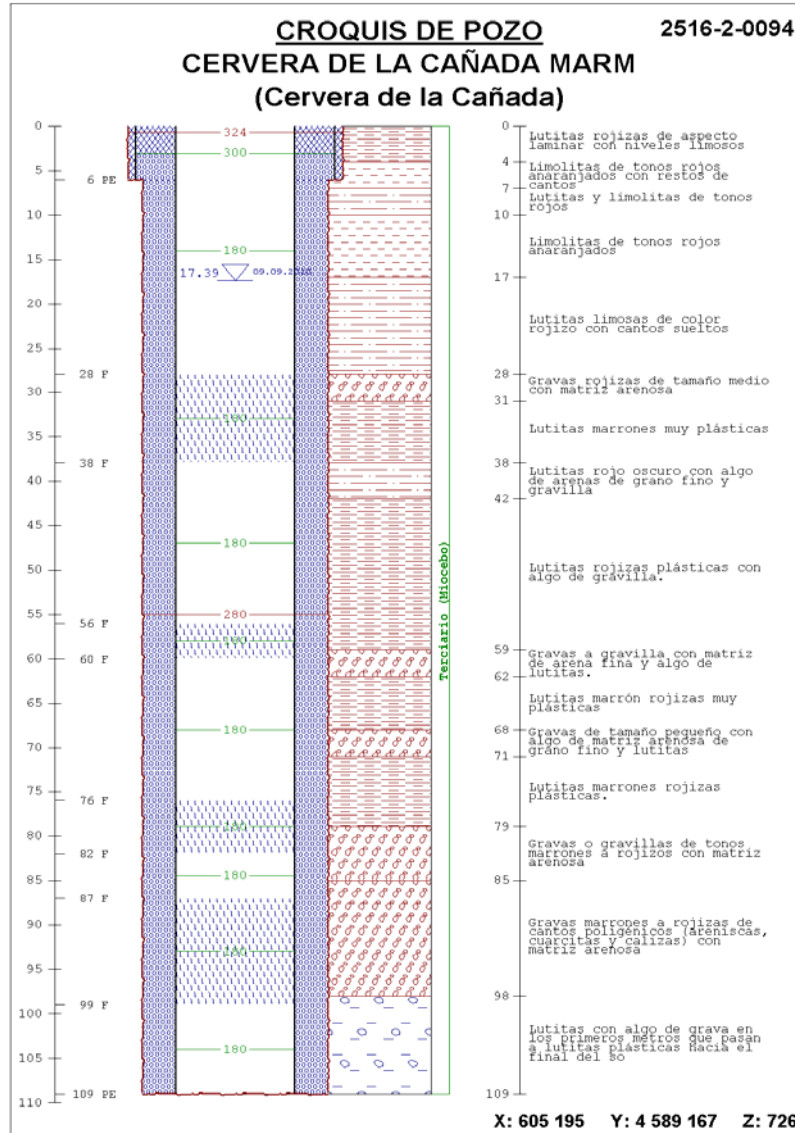 CROQUIS DE POZO
2516-2-0094
CERVERA DE LA CAÑADA MARM
(Cervera de la Cañada)
0
5
10
15
20
25
30
35
40
45
50
55
60
65
70
75
80
85
90
95
100
105
110
6 PE
28 F
38 F
56 F
60 F
76 F
82 F
87 F
99 F
109 PE
324
300
180
17.39
180
180
280
180
180
180
180
180
180
Terciario (Miocebo)
0
4
7
10
17
28
31
38
42
59
62
68
71
79
85
98
109
Lutitas rojizas de aspecto
laminar con niveles limosos
Limolitas de tonos rojos
anaranjados con restos de
cantos
Lutitas y limolitas de tonos
rojos
Limolitas de tonos rojos
anaranjados
Lutitas limosas de color
rojizo con cantos sueltos
Gravas rojizas de tamaño medio
con matriz arenosa
Lutitas marrones muy plásticas
Lutitas rojo oscuro con algo
de arenas de grano fino y
gravilla
Lutitas rojizas plásticas con
algo de gravilla.
Gravas a gravilla con matriz
de arena fina y algo de
lutitas.
Lutitas marrón rojizas muy
plásticas
Gravas de tamaño pequeño con
algo de matriz arenosa de
grano fino y lutitas
Lutitas marrones rojizas
plásticas.
Gravas o gravillas de tonos
marrones a rojizos con matriz
arenosa
Gravas marrones a rojizas de
cantos poligénicos (areniscas,
cuarcitas y calizas) con
matriz arenosa
Lutitas con algo de grava en
los primeros metros que pasan
a lutitas plásticas hacia el
final del so
X: 605 195 Y: 4 589 167 Z: 726